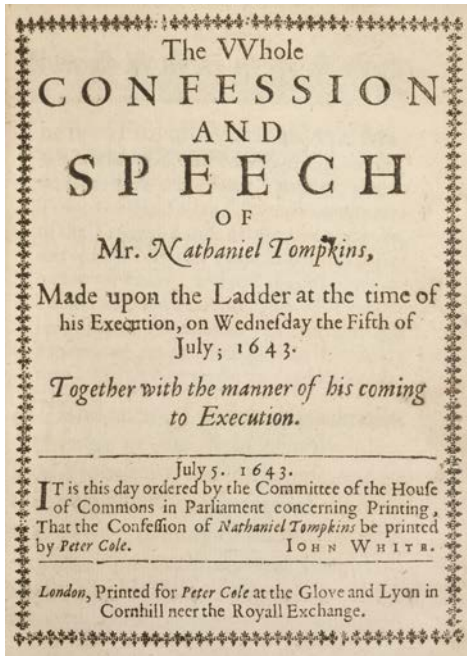 The VVhole
CONFESSION
AND
SPEECH
OF
Mr. Nathaniel Tompkins,
Made upon the Ladder at the time of
his Execution, on Wedneſday the Fifth of
July; 1643.
Together with the manner of his coming
to Execution.
July 5. 1643.
IT is this day ordered by the Committee of the Houſe
of Commons in Parliament concerning Printing,
That the Confeſſion of Nathaniel Tompkins be printed
by Peter Cole. IOHN WHITE.
London, Printed for Peter Cole at the Glove and Lyon in
Cornhill neer the Royall Exchange.